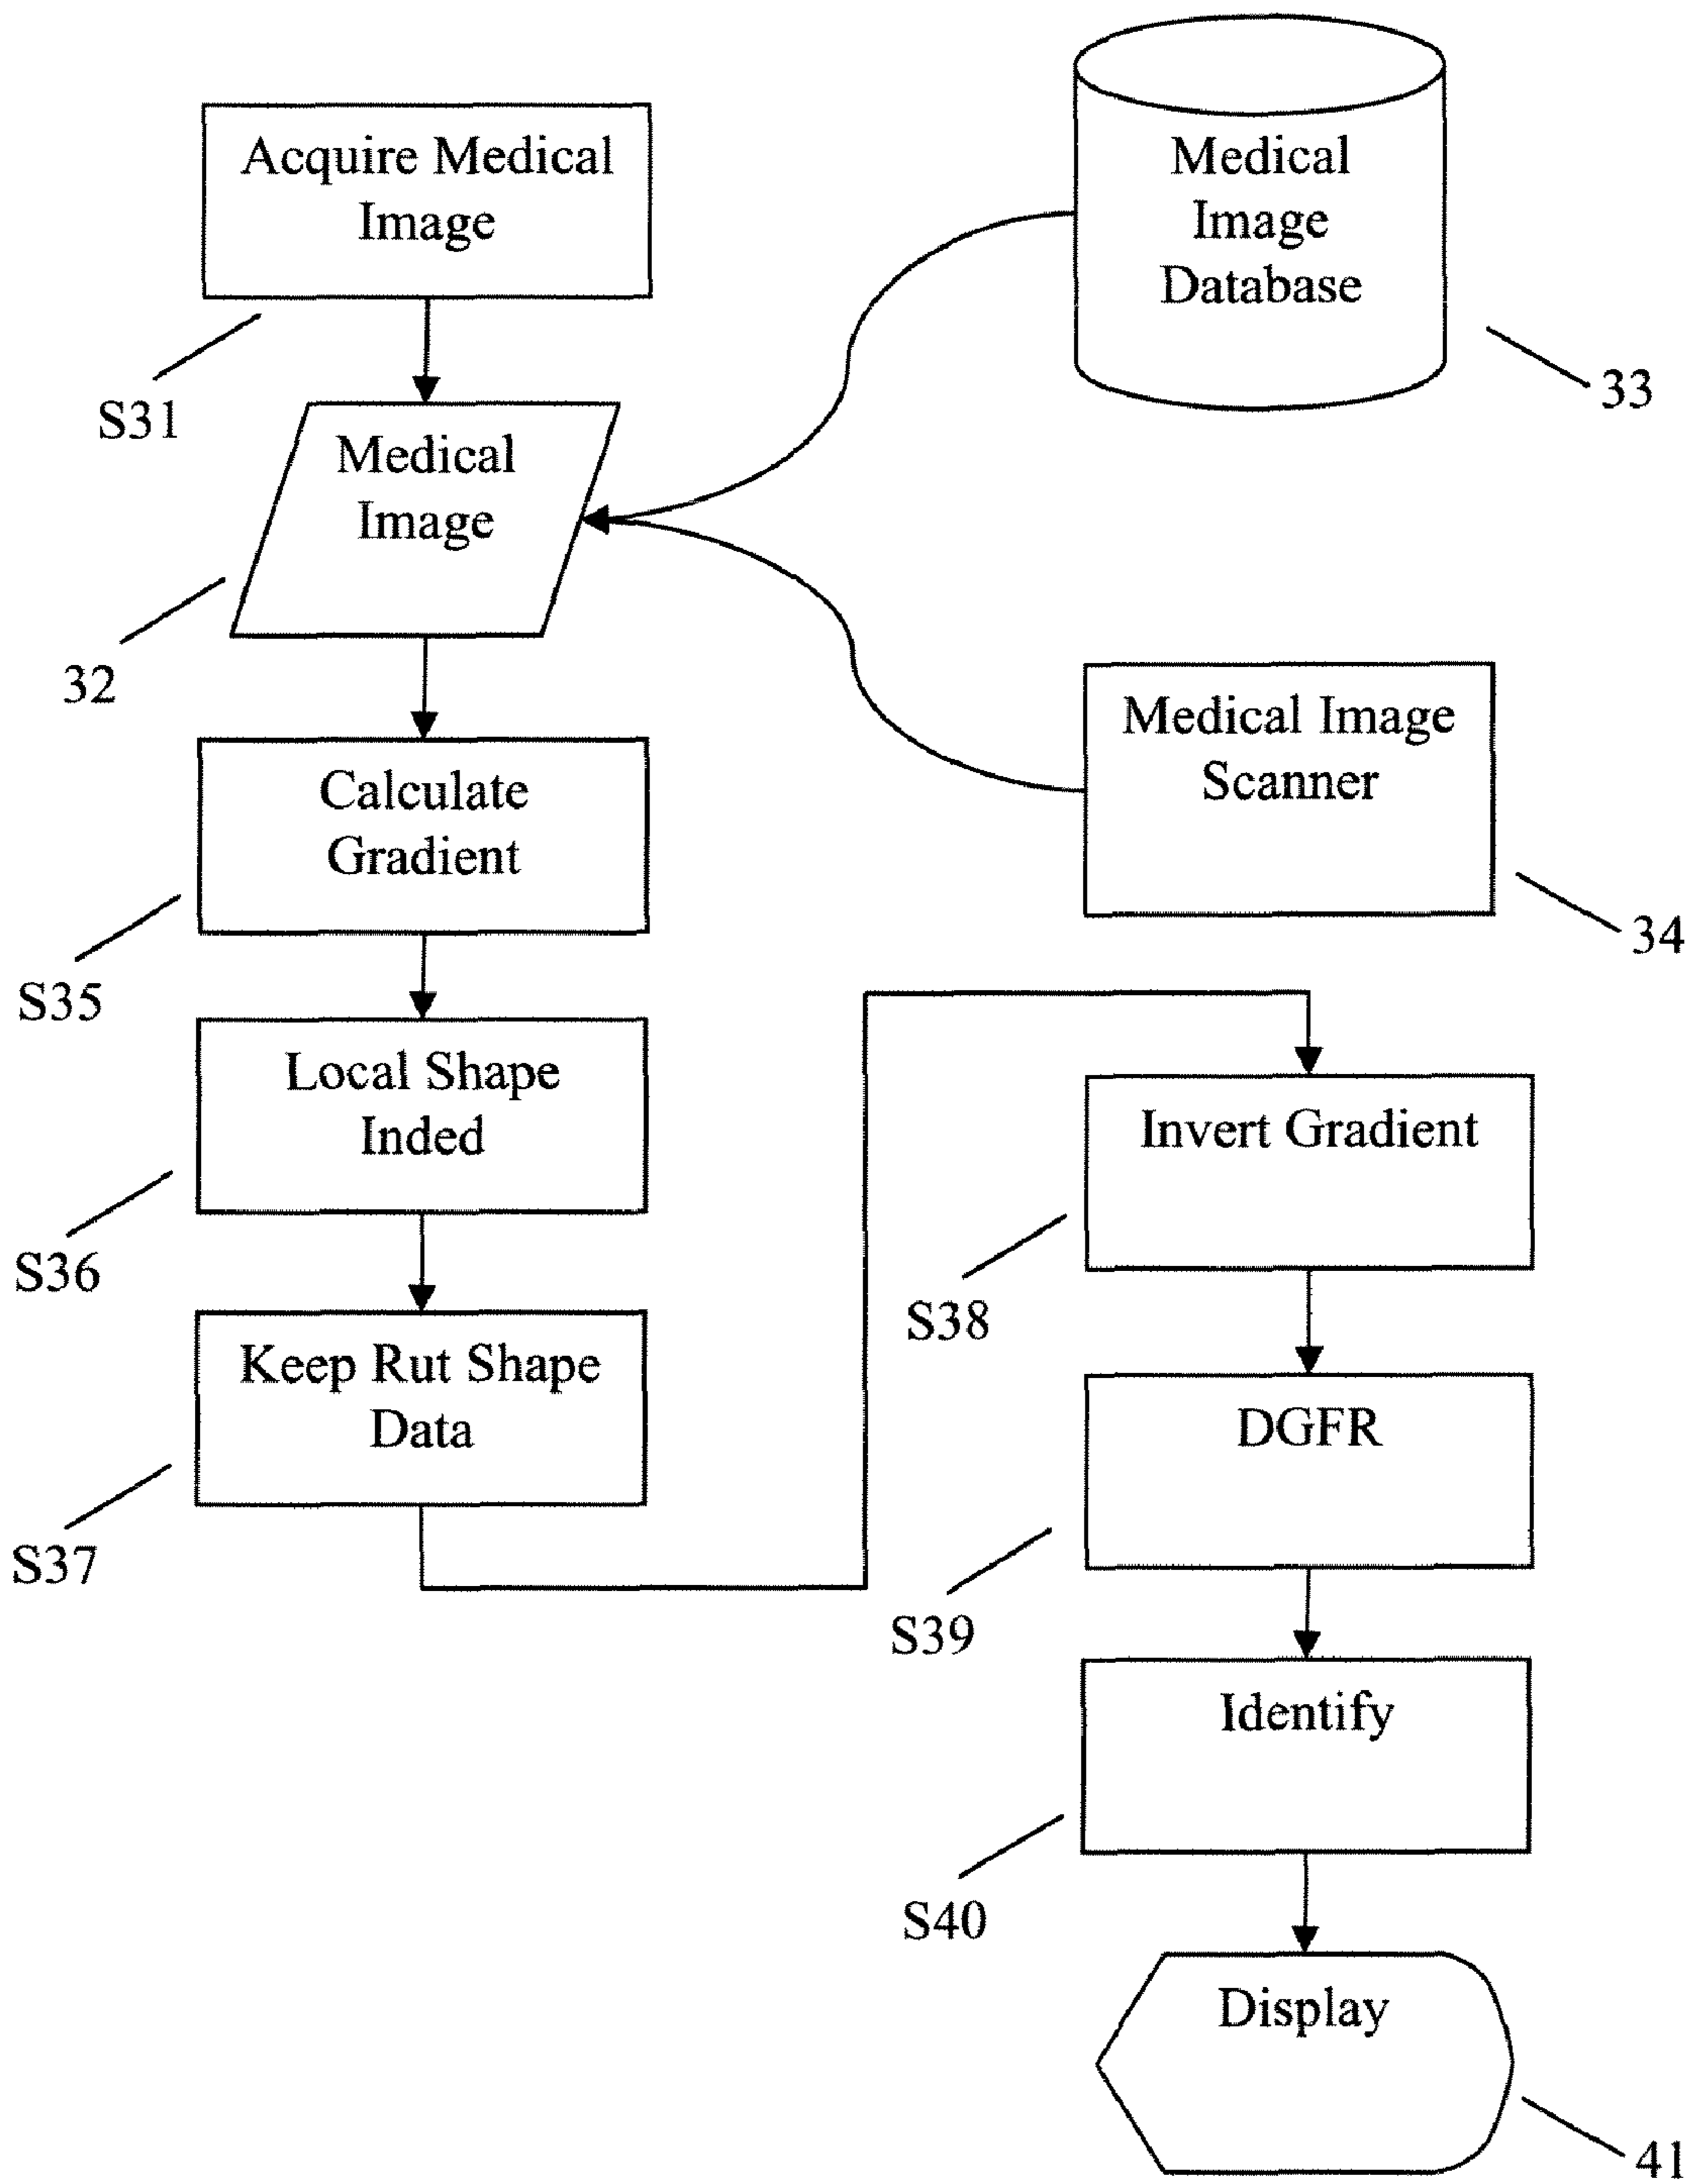 Acquire Medical
Image
S31
Medical
Image
Database
33
Medical
Image
32
Medical Image
Scanner
34
Calculate
Gradient
S35
Local Shape
Inded
S36
Keep Rut Shape
Data
S37
Invert Gradient
S38
DGFR
S39
Identify
S40
Display
41